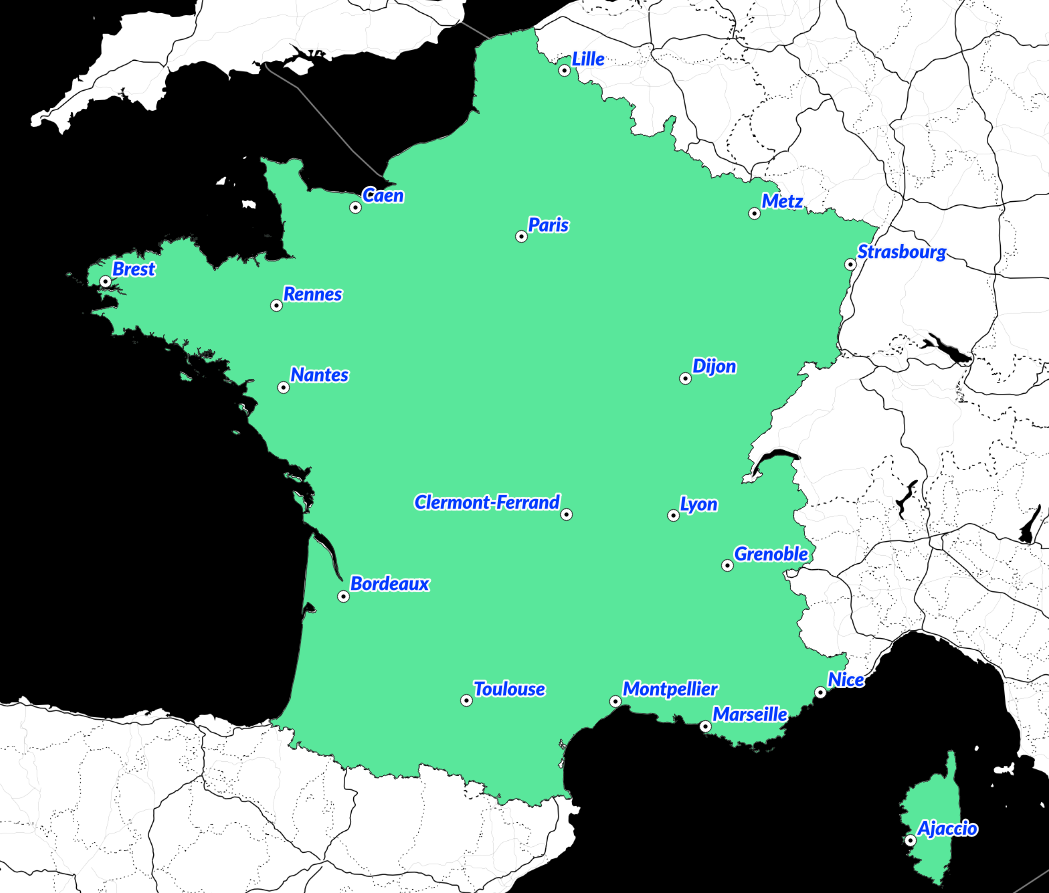 Lille
Caen
Metz
Paris
Strasbourg
Brest
Rennes
Dijon
Nantes
Clermont-Ferrand
Lyon
Grenoble
Bordeaux
Nice
Toulouse
Montpellier
Marseille
Ajaccio